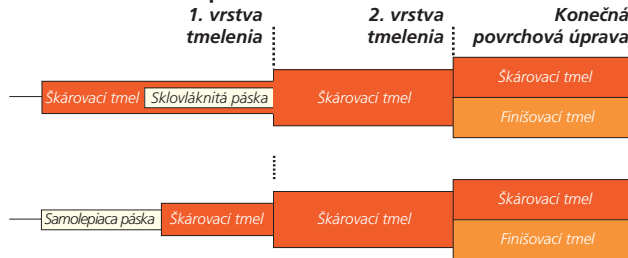 1. vrstva
tmelenia
2. vrstva
tmelenia
Konečná
povrchová úprava
Škárovací tmel
Sklovláknitá páska
Škárovací tmel
Škárovací tmel
Finišovací tmel
Samolepiaca páska
Škárovací tmel
Škárovací tmel
Škárovací tmel
Finišovací tmel